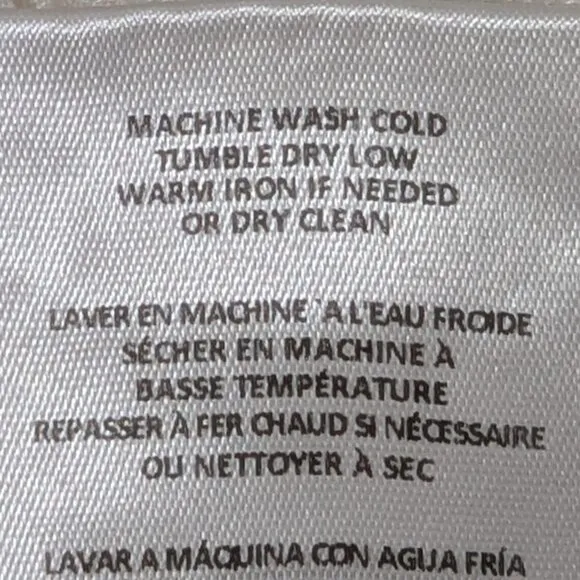 MACHINE WASH COLD
TUMBLE DRY LOW
WARM IRON IF NEEDED
OR DRY CLEAN
LAVER EN MACHINE `A L'EAU FROIDE
SÉCHER EN MACHINE À
BASSE TEMPÉRATURE
REPASSER À FER CHAUD SI NÉCESSAIRE
OU NETTOYER À SEC
LAVAR A MÁQUINA CON AGUA FRÍA